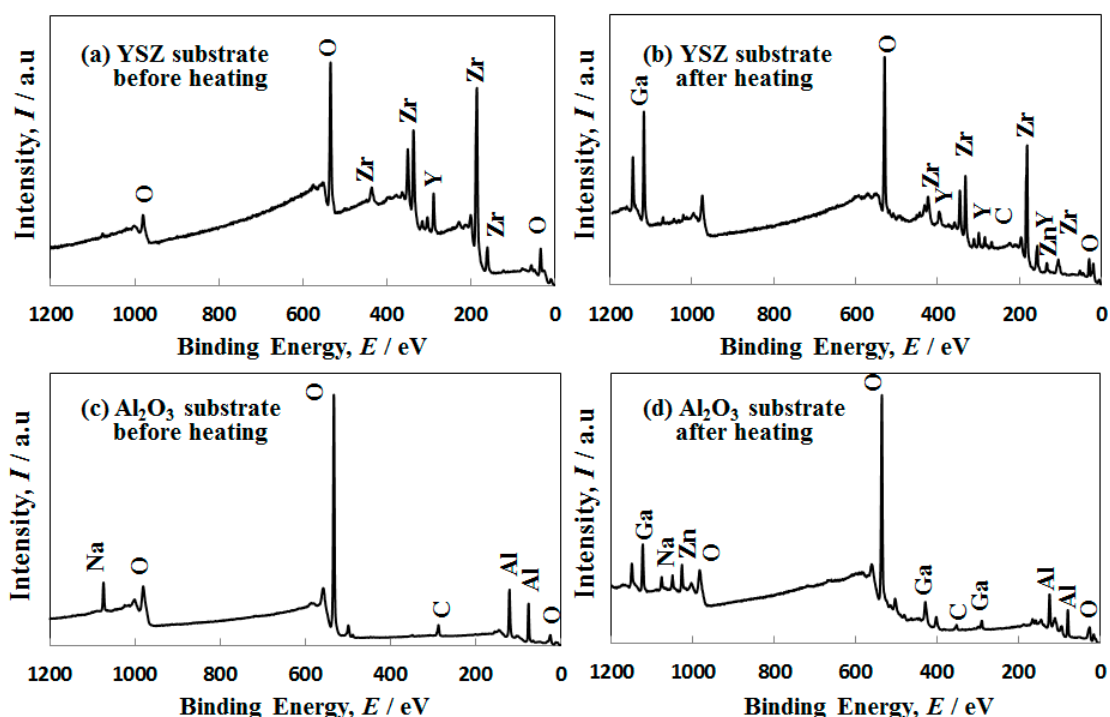 (a) YSZ substrate
before heating
O
O
Zr
Zr
Y
Zr
Zr
O
Intensity, I / a.u
1200 1000 800 600 400 200 0
Binding Energy, E / eV
(b) YSZ substrate
after heating
Ga
O
Zr
Y
Zr
Y
C
Zr
Y
Zn
Zr
O
Intensity, I / a.u
1200 1000 800 600 400 200 0
Binding Energy, E / eV
(c) Al₂O₃ substrate
before heating
Na
O
O
C
Al
Al
O
Intensity, I / a.u
1200 1000 800 600 400 200 0
Binding Energy, E / eV
(d) Al₂O₃ substrate
after heating
Ga
Na
Zn
O
O
Ga
C
Ga
Al
Al
O
Intensity, I / a.u
1200 1000 800 600 400 200 0
Binding Energy, E / eV